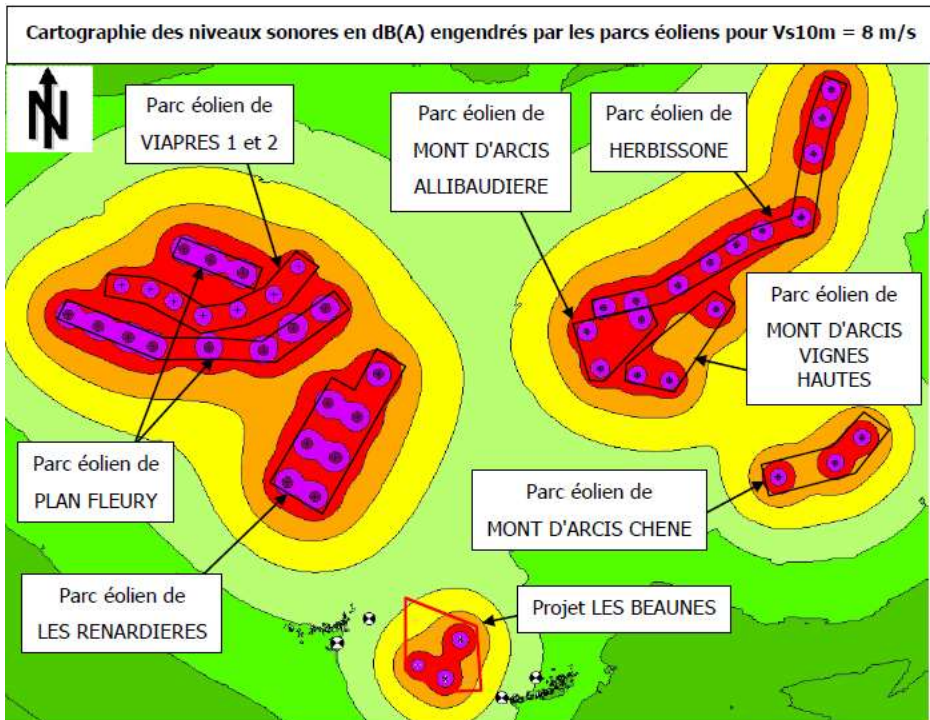 Cartographie des niveaux sonores en dB(A) engendrés par les parcs éoliens pour Vs10m = 8 m/s
N
Parc éolien de
VIAPRES 1 et 2
Parc éolien de
MONT D'ARCIS
ALLIBAUDIERE
Parc éolien de
HERBISSONE
Parc éolien de
MONT D'ARCIS
VIGNES
HAUTES
Parc éolien de
PLAN FLEURY
Parc éolien de
MONT D'ARCIS CHENE
Parc éolien de
LES RENARDIERES
Projet LES BEAUNES